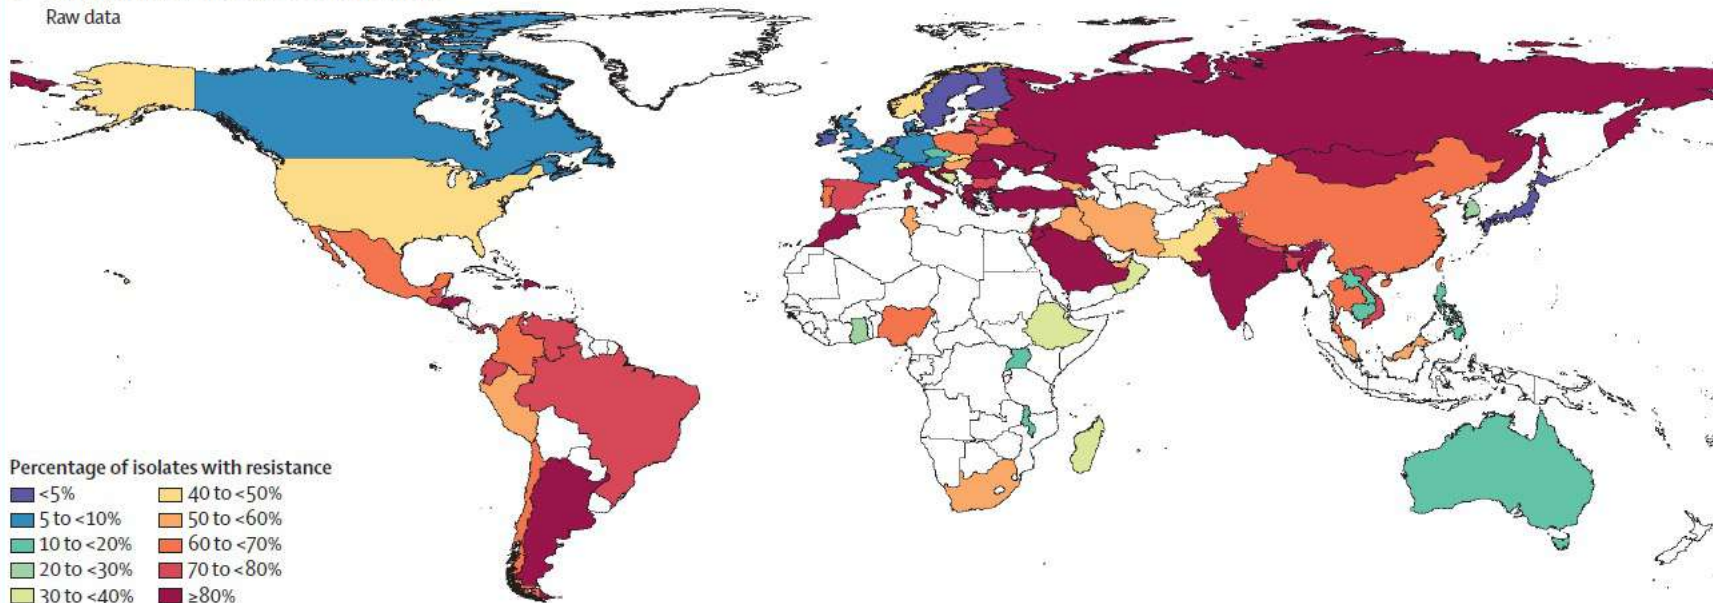 Raw data
Percentage of isolates with resistance
<5%
5 to <10%
10 to <20%
20 to <30%
30 to <40%
40 to <50%
50 to <60%
60 to <70%
70 to <80%
≥80%